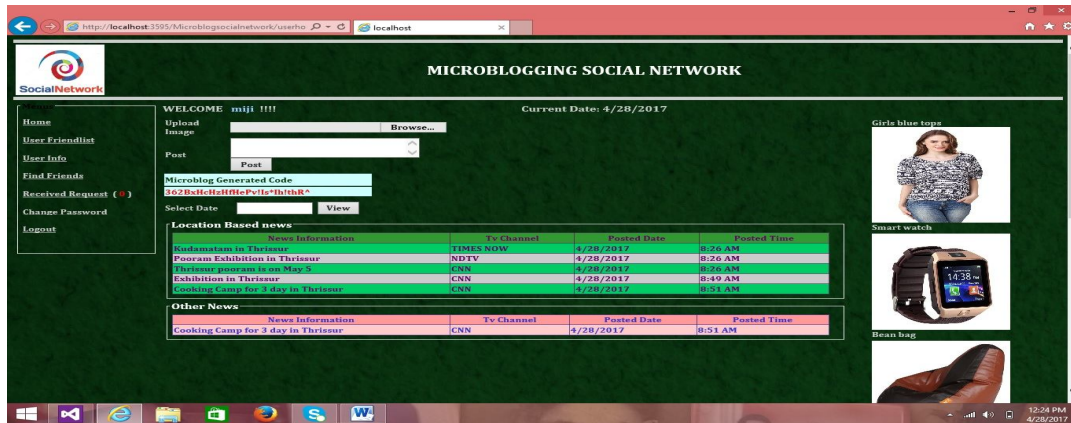 http://localhost:3595/Microblogsocialnetwork/userho
localhost
SocialNetwork
MICROBLOGGING SOCIAL NETWORK
Home
User Friendlist
User Info
Find Friends
Received Request ( 0 )
Change Password
Logout
WELCOME miji !!!!
Current Date: 4/28/2017
Upload Image
Browse...
Post
Post
Microblog Generated Code
Select Date
View
Location Based news
News Information Tv Channel Posted Date Posted Time
Kudamatam in Thrissur TIMES NOW 4/28/2017 8:26 AM
Pooram Exhibition in Thrissur NDTV 4/28/2017 8:26 AM
Thrissur pooram is on May 5 CNN 4/28/2017 8:26 AM
Exhibition in Thrissur CNN 4/28/2017 8:49 AM
Cooking Camp for 3 day in Thrissur CNN 4/28/2017 8:51 AM
Other News
News Information Tv Channel Posted Date Posted Time
Cooking Camp for 3 day in Thrissur CNN 4/28/2017 8:51 AM
Girls blue tops
Smart watch
14:38
Bean bag
12:24 PM
4/28/2017